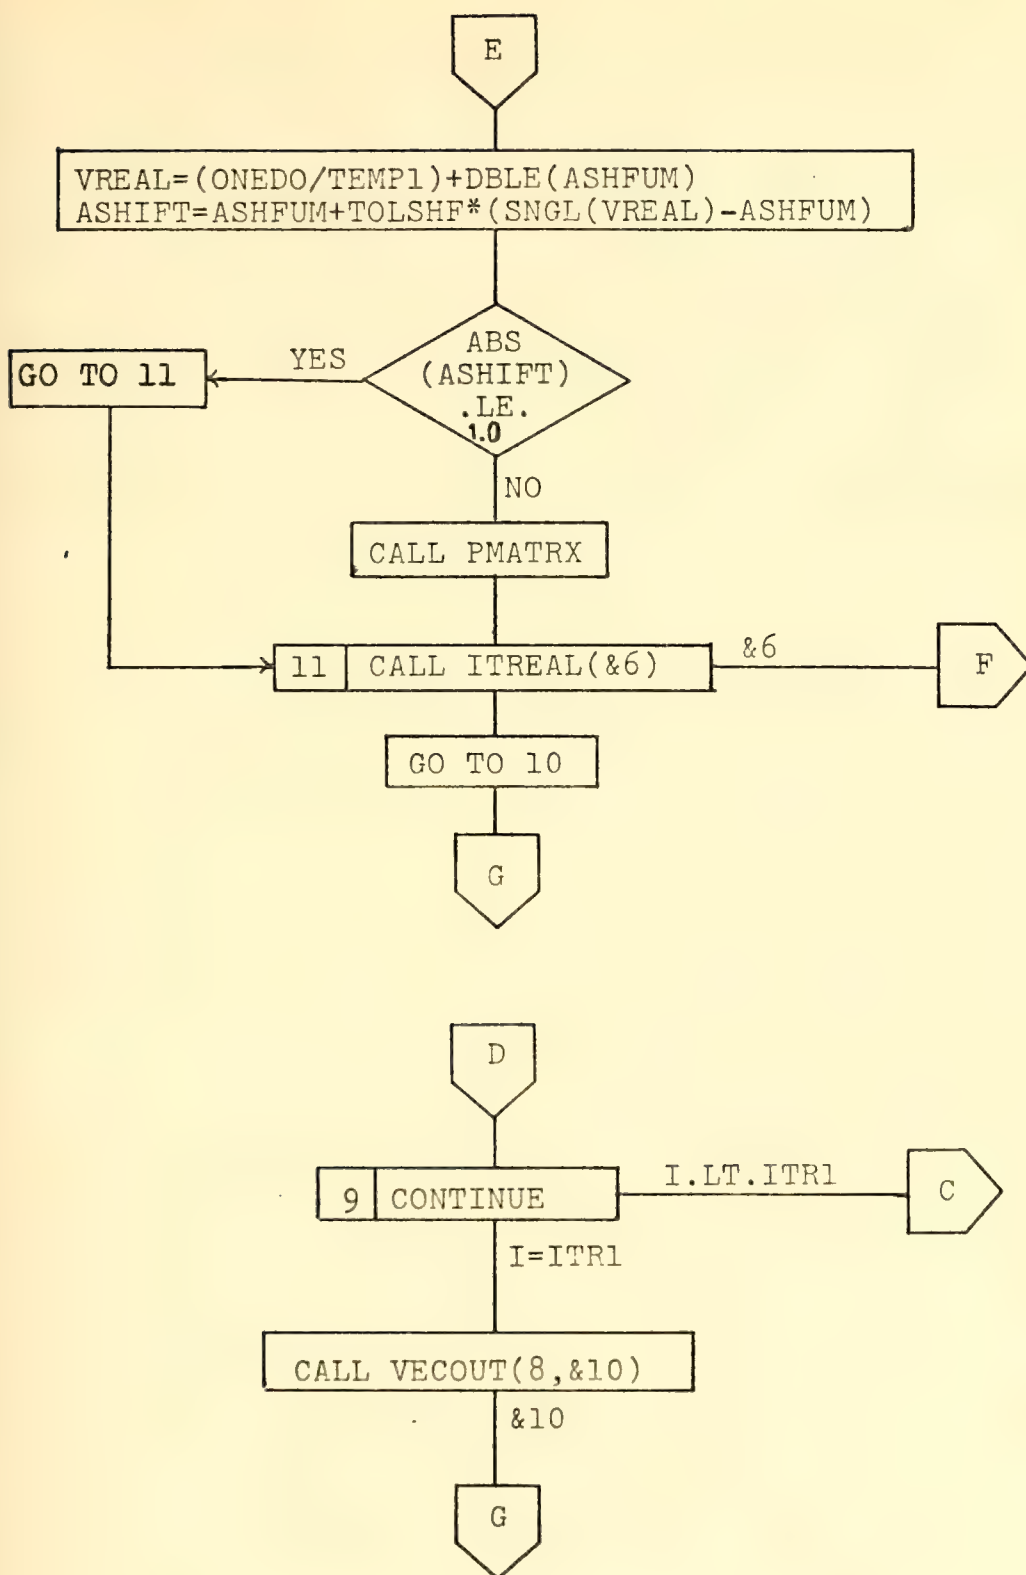 E
VREAL=(ONEDO/TEMP1)+DBLE(ASHFUM)
ASHIFT=ASHFUM+TOLSHF*(SNGL(VREAL)-ASHFUM)
ABS
(ASHIFT)
.LE.
1.0
YES
GO TO 11
NO
CALL PMATRX
11 CALL ITREAL(&6)
&6
F
GO TO 10
G
D
9 CONTINUE
I.LT.ITR1
C
I=ITR1
CALL VECOUT(8,&10)
&10
G